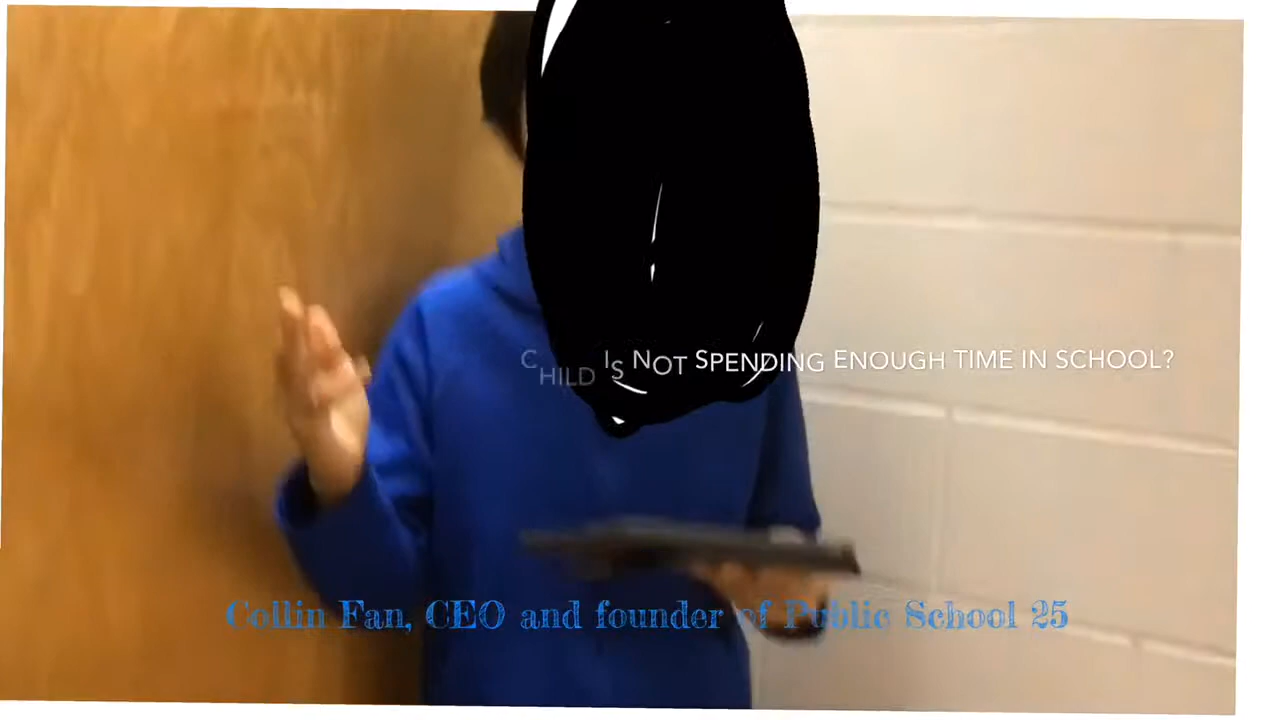 CHILD IS NOT SPENDING ENOUGH TIME IN SCHOOL?
Collin Fan, CEO and founder of Public School 25